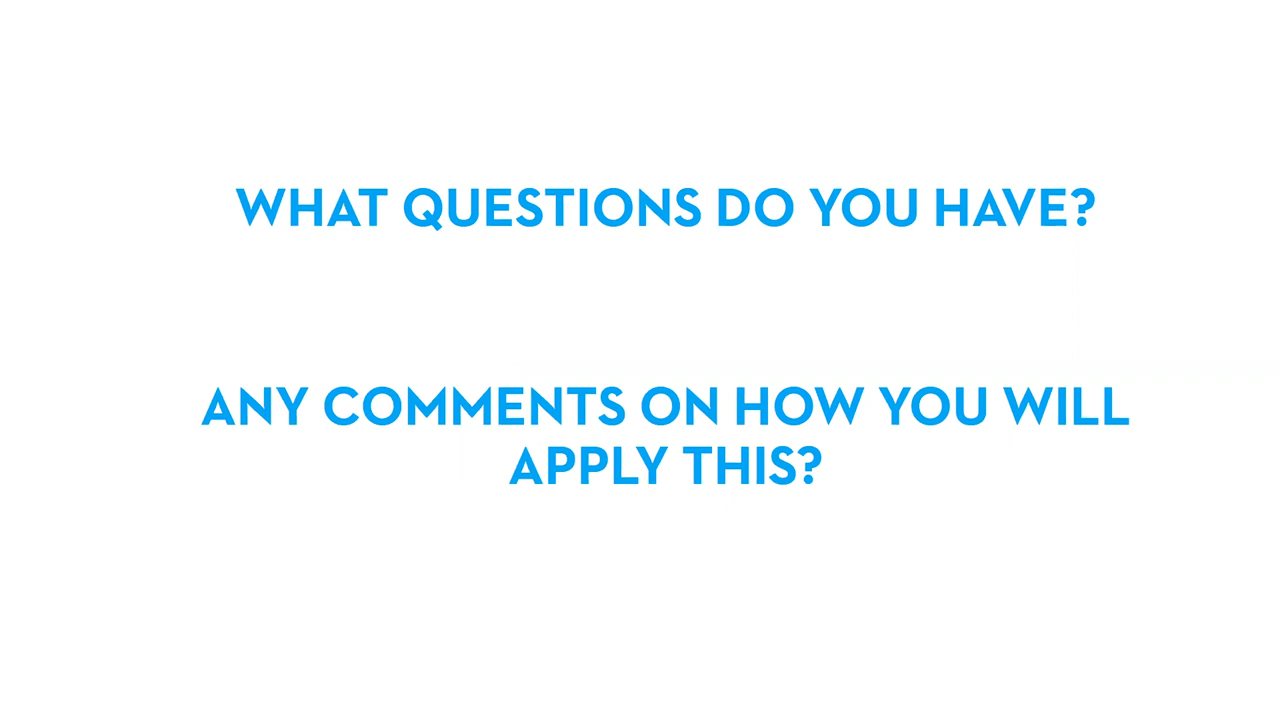 WHAT QUESTIONS DO YOU HAVE?
ANY COMMENTS ON HOW YOU WILL
APPLY THIS?